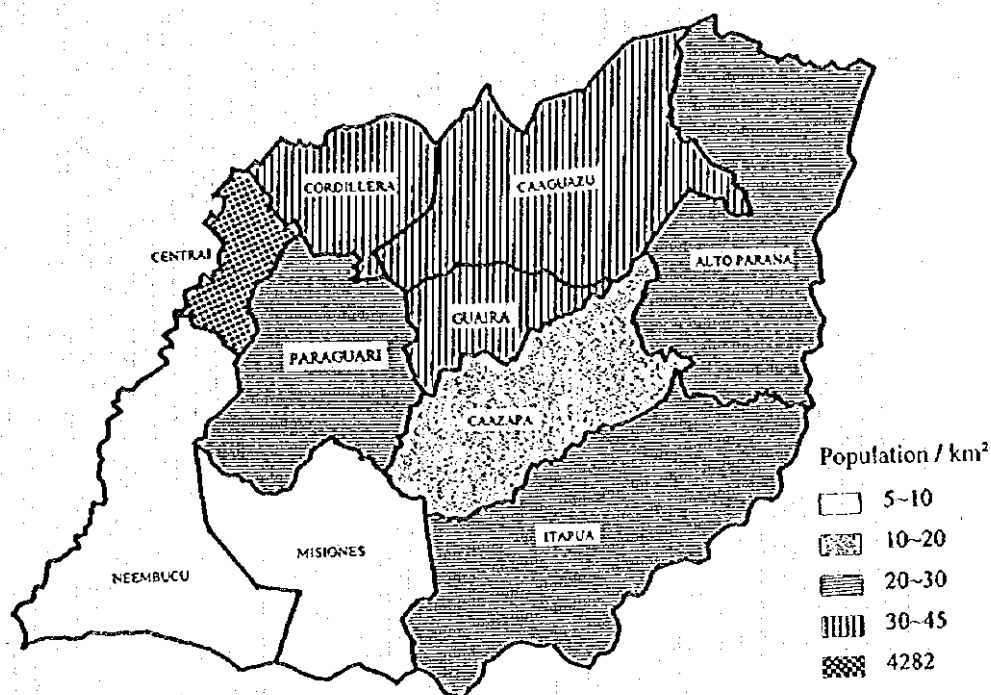 CORDILLERA
CAAGUAZU
CENTRAL
ALTO PARANA
GUAIRA
PARAGUARI
CAAZAPA
ITAPUA
MISIONES
NEEMBUCU
Population / km²
5~10
10~20
20~30
30~45
4282